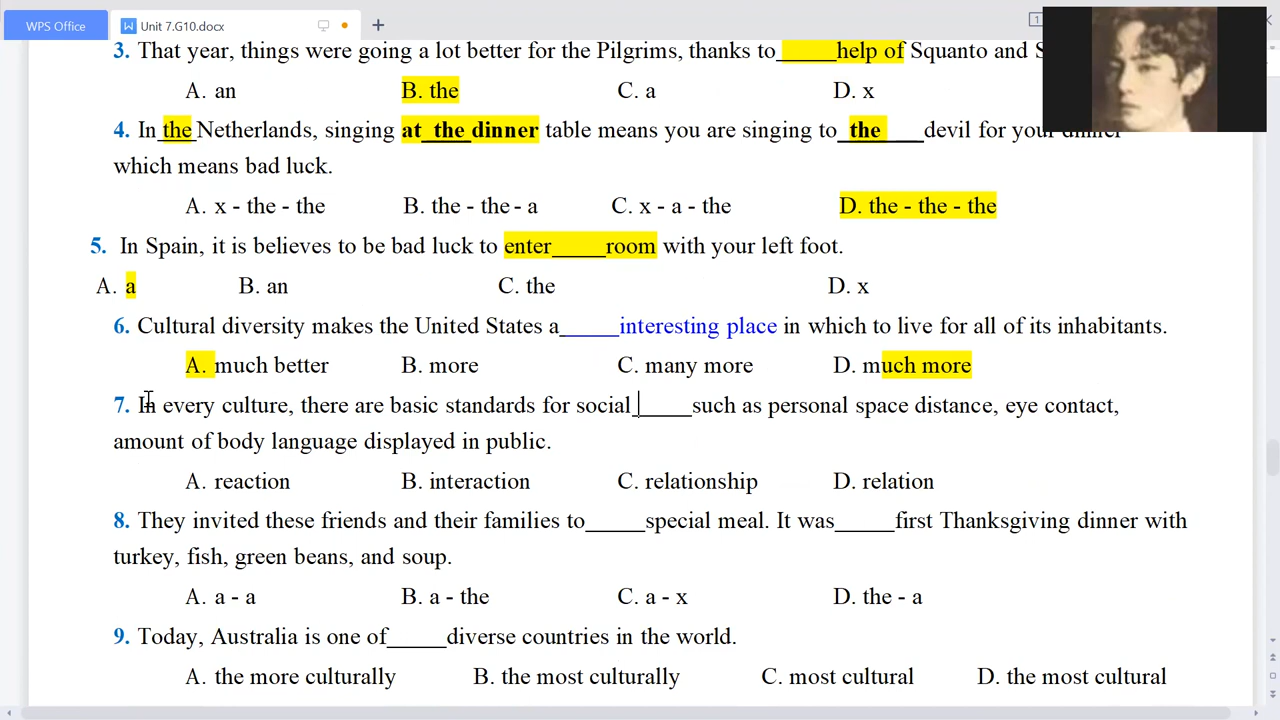 WPS Office
Unit 7.G10.docx
1
3. That year, things were going a lot better for the Pilgrims, thanks to_____help of Squanto and S
A. an B. the C. a D. x
4. In the Netherlands, singing at_the dinner table means you are singing to_the___devil for your dinner
which means bad luck.
A. x - the - the B. the - the - a C. x - a - the D. the - the - the
5. In Spain, it is believes to be bad luck to enter_____room with your left foot.
A. a B. an C. the D. x
6. Cultural diversity makes the United States a_____interesting place in which to live for all of its inhabitants.
A. much better B. more C. many more D. much more
7. In every culture, there are basic standards for social_____such as personal space distance, eye contact,
amount of body language displayed in public.
A. reaction B. interaction C. relationship D. relation
8. They invited these friends and their families to_____special meal. It was_____first Thanksgiving dinner with
turkey, fish, green beans, and soup.
A. a - a B. a - the C. a - x D. the - a
9. Today, Australia is one of_____diverse countries in the world.
A. the more culturally B. the most culturally C. most cultural D. the most cultural